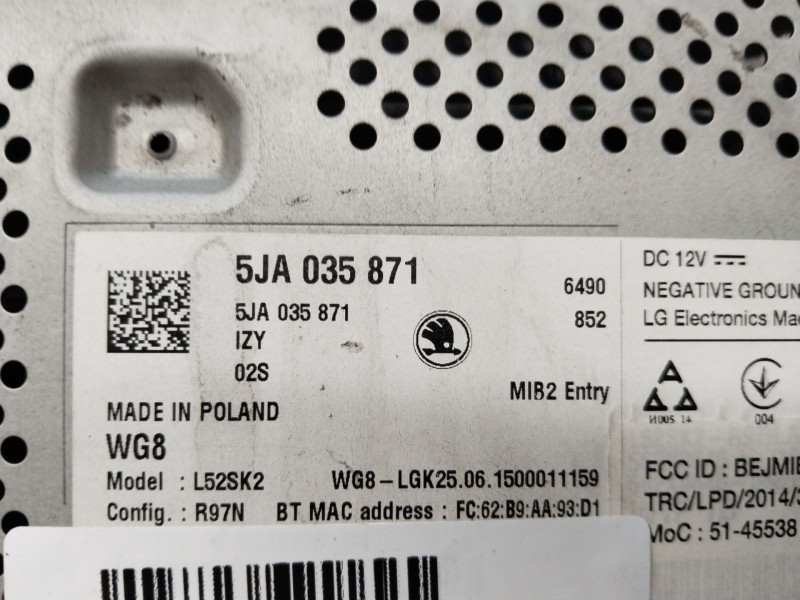 5JA 035 871
5JA 035 871
IZY
02S
6490
852
MIB2 Entry
MADE IN POLAND
WG8
Model : L52SK2 WG8-LGK25.06.1500011159
Config. : R97N BT MAC address : FC:62:B9:AA:93:D1
DC 12V
NEGATIVE GROUN
LG Electronics Ma
004
FCC ID : BEJMIB
TRC/LPD/2014/3
MoC : 51-45538